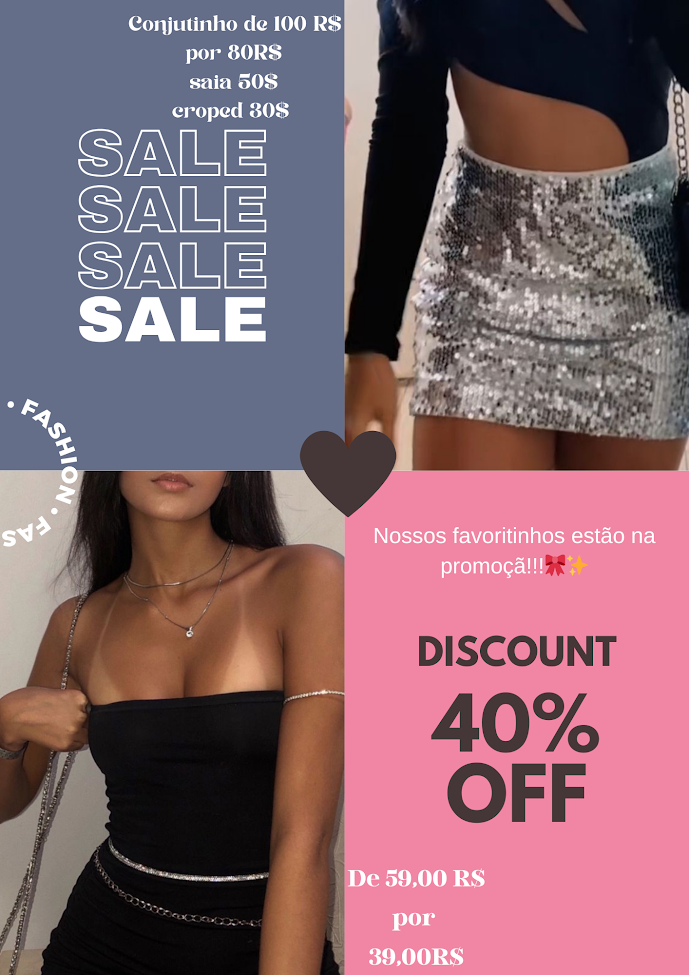 Conjutinho de 100 R$
por 80R$
saia 50$
croped 30$
SALE
SALE
SALE
SALE
• FASHION • FAS
Nossos favoritinhos estão na
promoçã!!!🎀✨
DISCOUNT
40%
OFF
De 59,00 R$
por
39,00R$